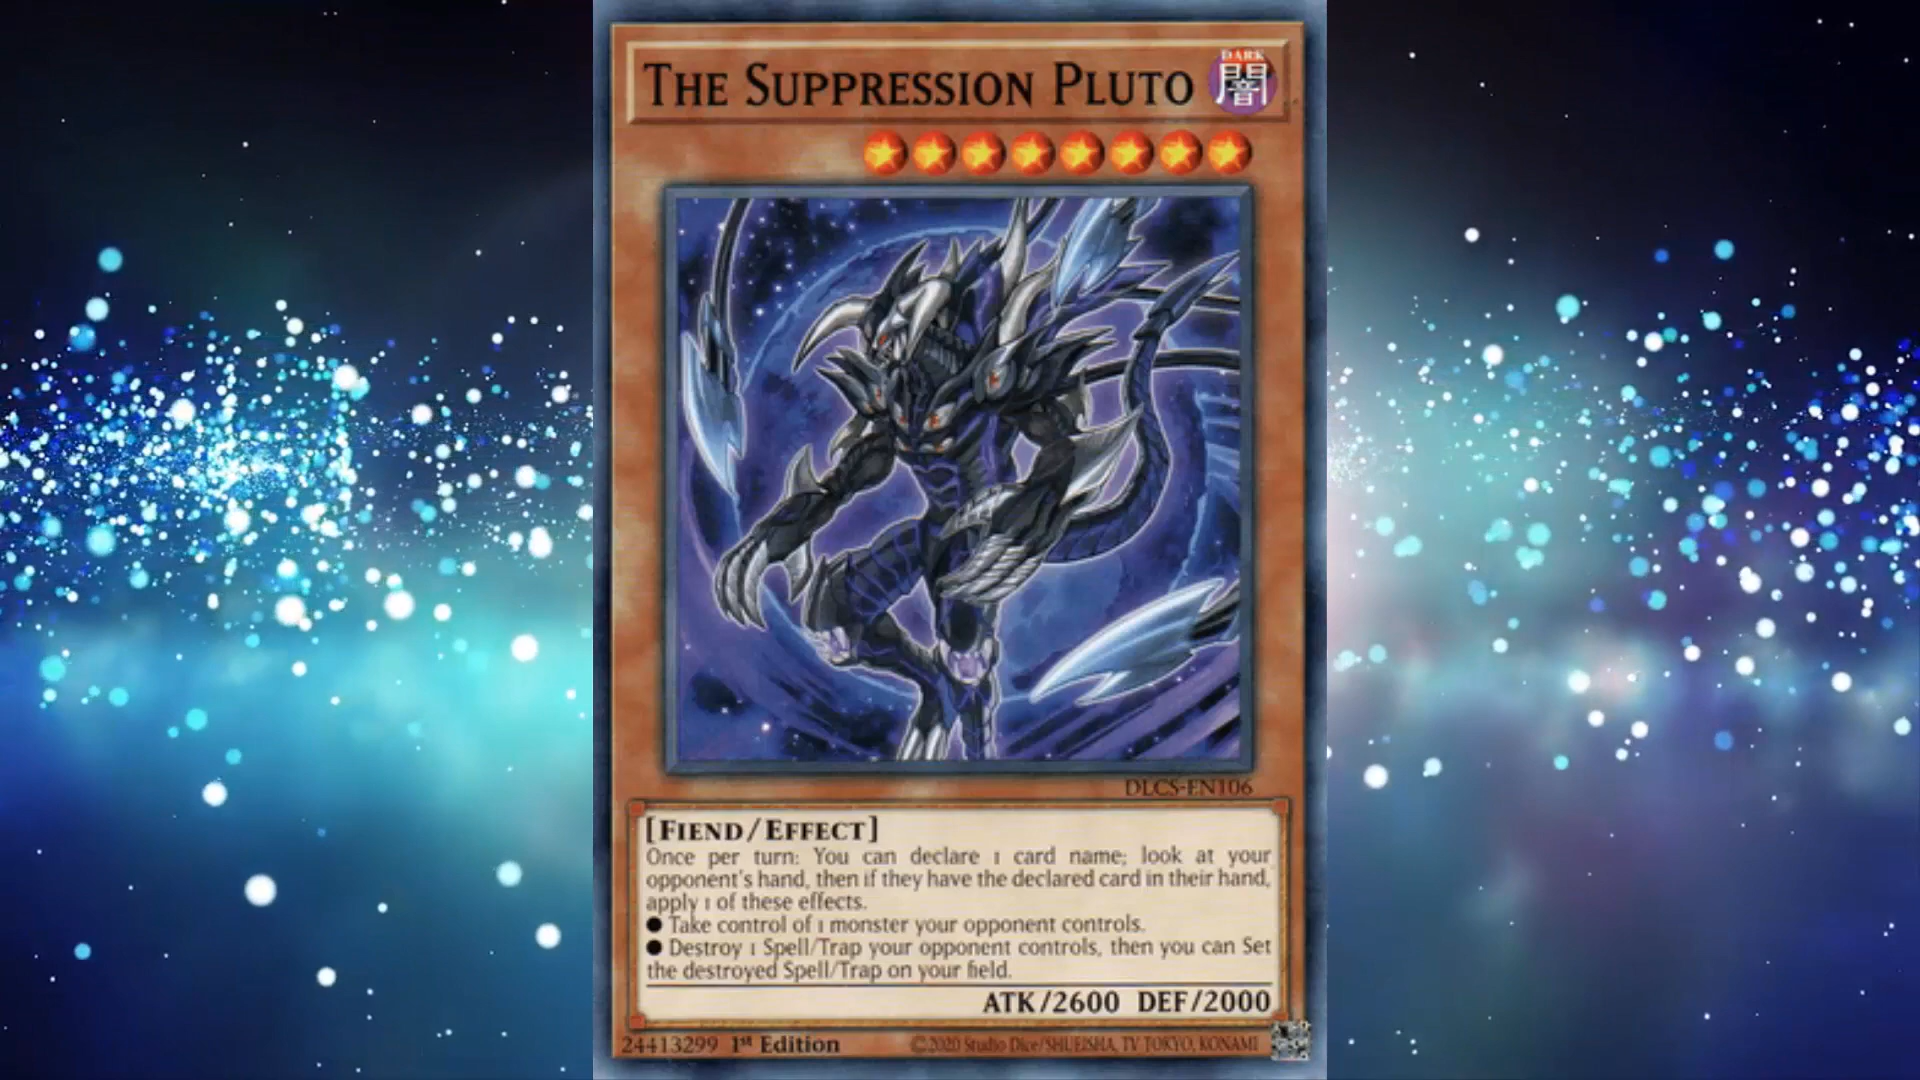 THE SUPPRESSION PLUTO
DARK
闇
DLCS-EN106
[FIEND/EFFECT]
Once per turn: You can declare 1 card name; look at your
opponent's hand, then if they have the declared card in their hand,
apply 1 of these effects.
● Take control of 1 monster your opponent controls.
● Destroy 1 Spell/Trap your opponent controls, then you can Set
the destroyed Spell/Trap on your field.
ATK/2600 DEF/2000
24413299 1st Edition ©2020 Studio Dice/SHUEISHA, TV TOKYO, KONAMI